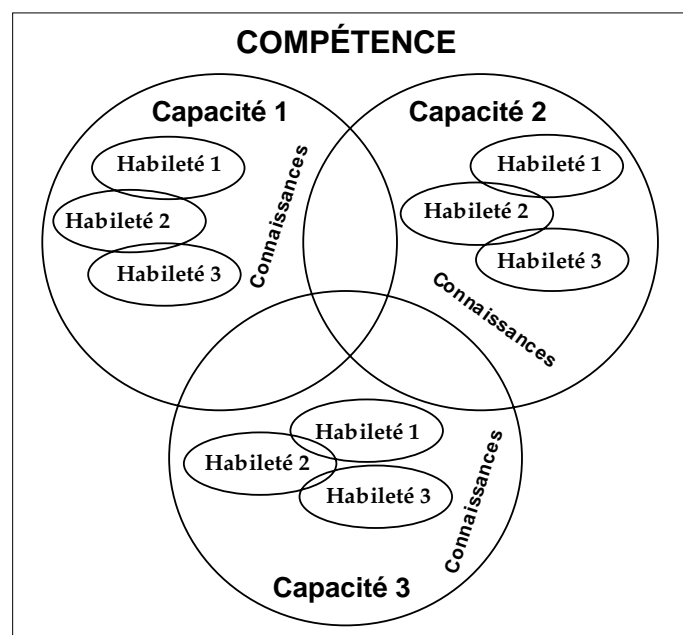 COMPÉTENCE
Capacité 1
Habileté 1
Habileté 2
Habileté 3
Connaissances
Capacité 2
Habileté 1
Habileté 2
Habileté 3
Connaissances
Habileté 1
Habileté 2
Habileté 3
Connaissances
Capacité 3